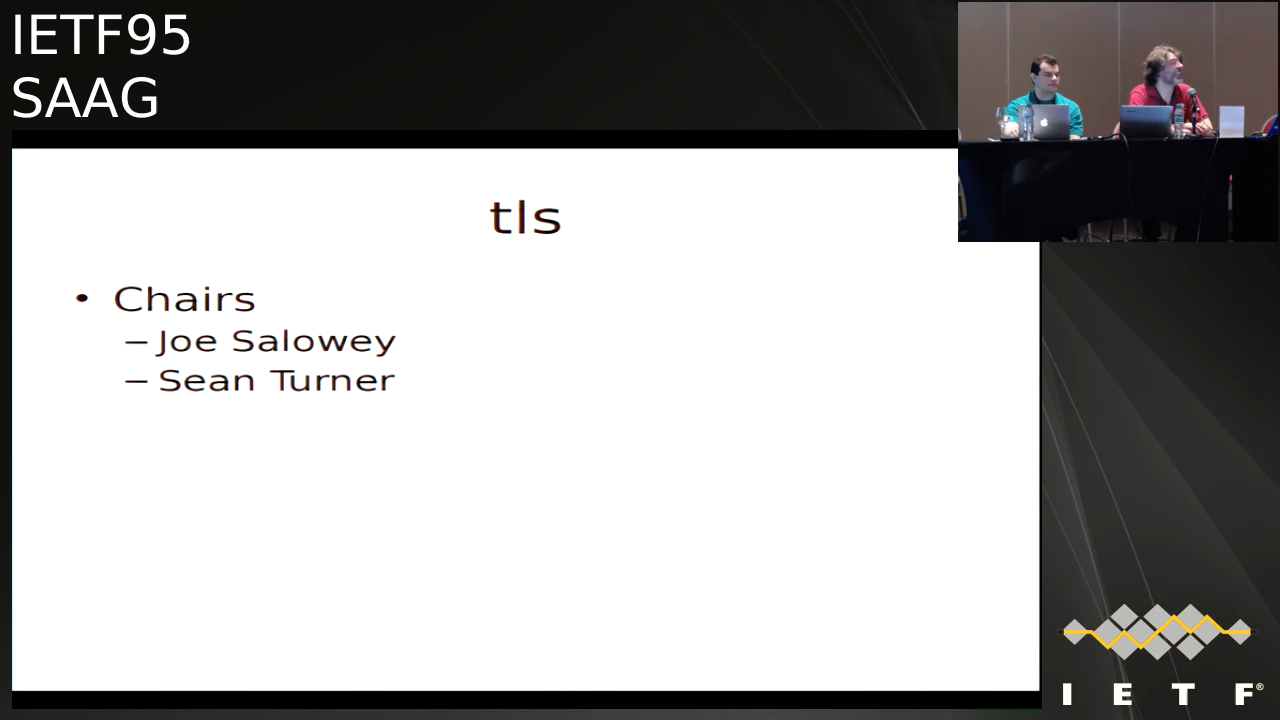 IETF95
SAAG
tls
• Chairs
– Joe Salowey
– Sean Turner
I E T F®